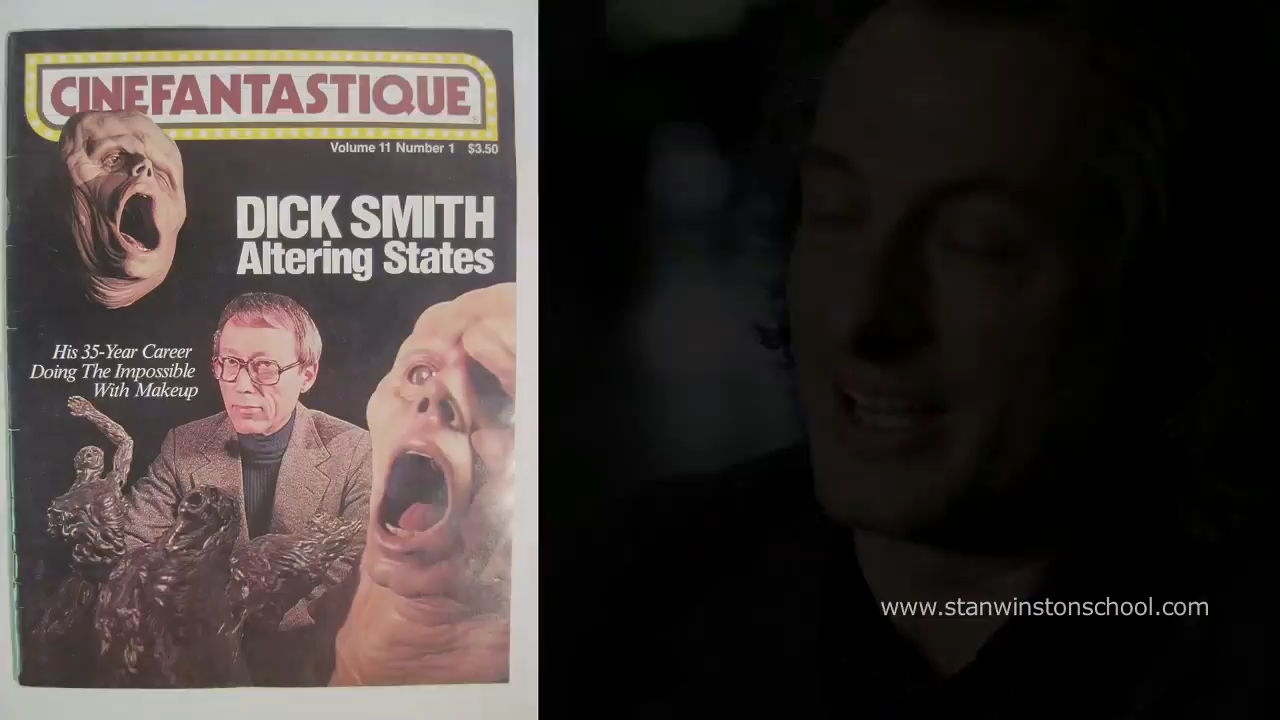 CINEFANTASTIQUE
Volume 11 Number 1 $3.50
DICK SMITH
Altering States
His 35-Year Career
Doing The Impossible
With Makeup
www.stanwinstonschool.com